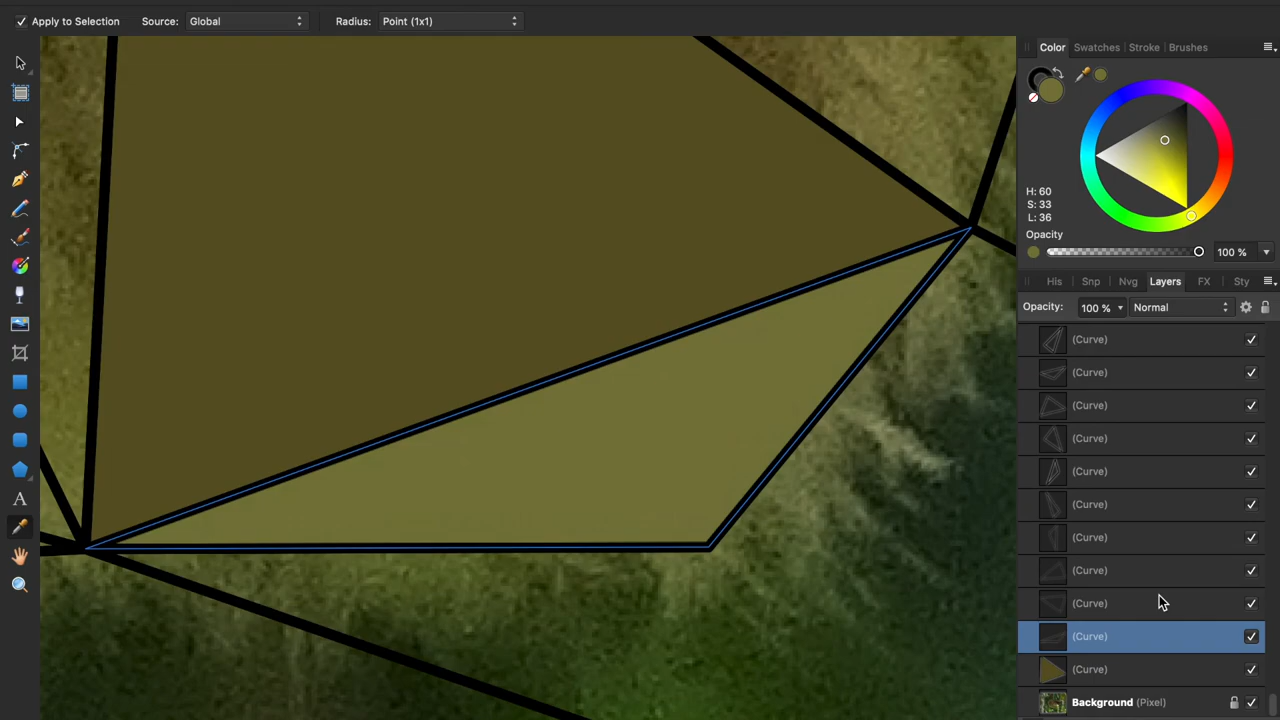 Apply to Selection Source: Global Radius: Point (1x1)
Color Swatches Stroke Brushes
H: 60
S: 33
L: 36
Opacity
100 %
His Snp Nvg Layers FX Sty
Opacity: 100 % Normal
(Curve)
(Curve)
(Curve)
(Curve)
(Curve)
(Curve)
(Curve)
(Curve)
(Curve)
(Curve)
(Curve)
Background (Pixel)
A